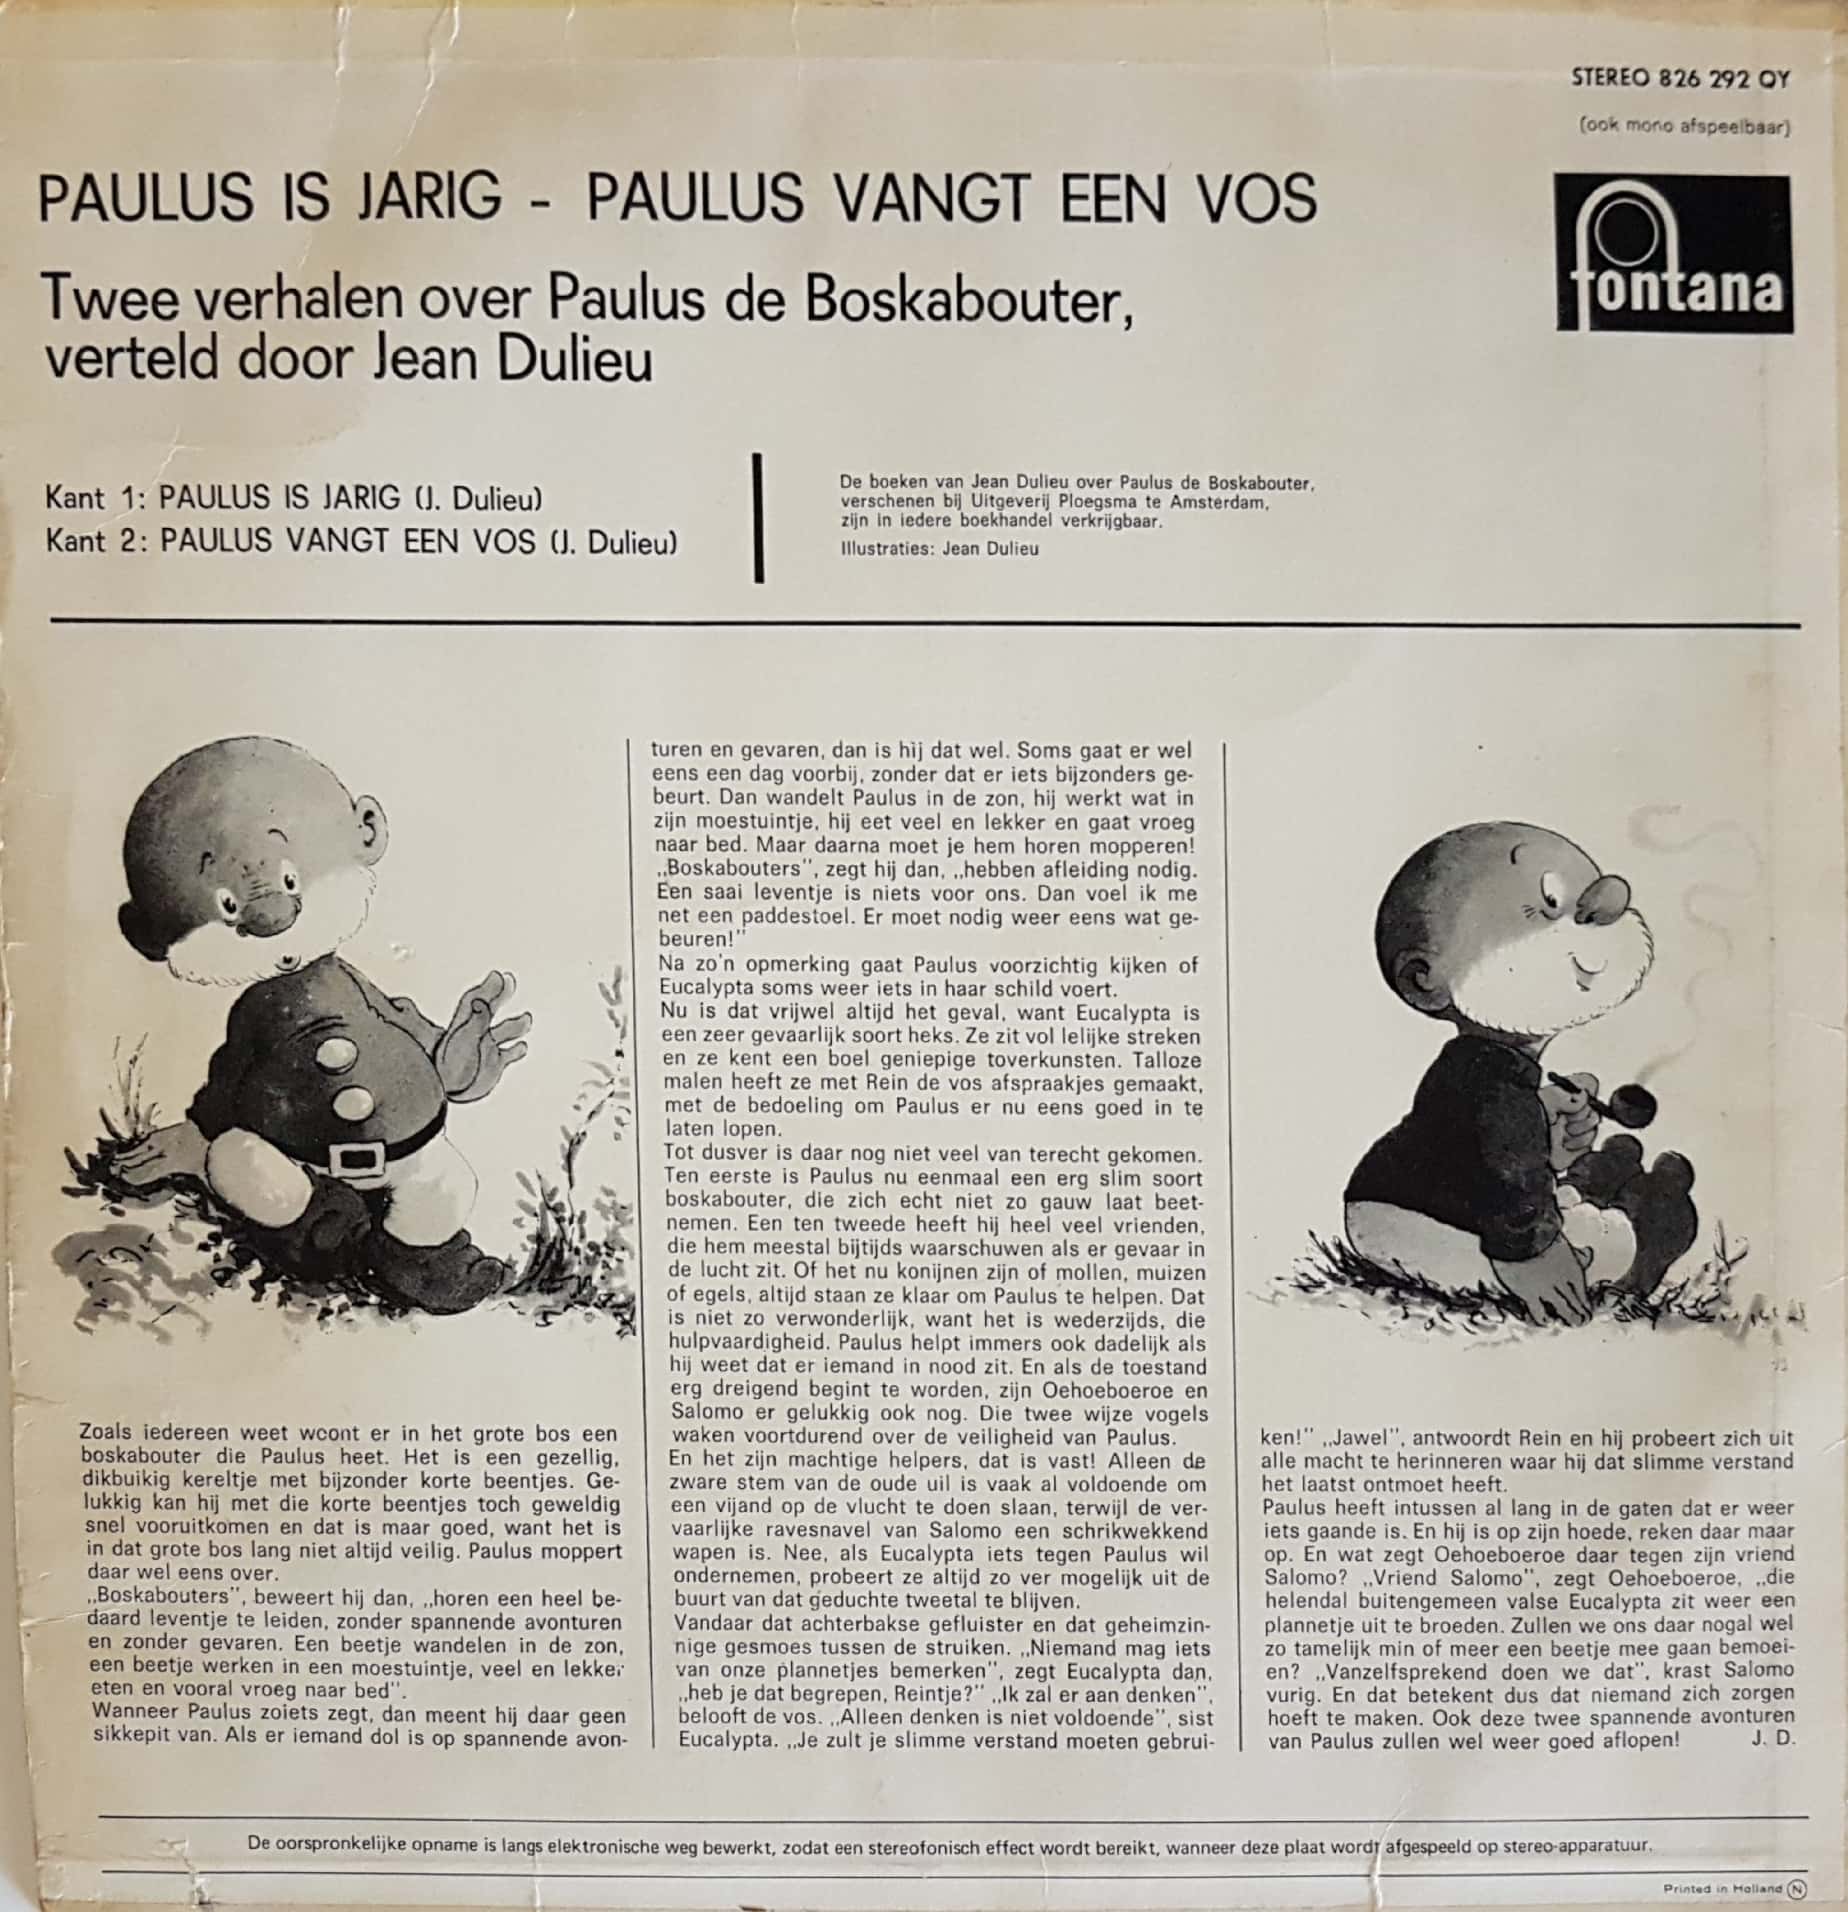 STEREO 826 292 QY
(ook mono afspeelbaar)
PAULUS IS JARIG - PAULUS VANGT EEN VOS
fontana
Twee verhalen over Paulus de Boskabouter,
verteld door Jean Dulieu
Kant 1: PAULUS IS JARIG (J. Dulieu)
Kant 2: PAULUS VANGT EEN VOS (J. Dulieu)
De boeken van Jean Dulieu over Paulus de Boskabouter,
verschenen bij Uitgeverij Ploegsma te Amsterdam,
zijn in iedere boekhandel verkrijgbaar.
Illustraties: Jean Dulieu
Zoals iedereen weet woont er in het grote bos een
boskabouter die Paulus heet. Het is een gezellig,
dikbuikig kereltje met bijzonder korte beentjes. Ge-
lukkig kan hij met die korte beentjes toch geweldig
snel vooruitkomen en dat is maar goed, want het is
in dat grote bos lang niet altijd veilig. Paulus moppert
daar wel eens over.
„Boskabouters", beweert hij dan, „horen een heel be-
daard leventje te leiden, zonder spannende avonturen
en zonder gevaren. Een beetje wandelen in de zon,
een beetje werken in een moestuintje, veel en lekker
eten en vooral vroeg naar bed".
Wanneer Paulus zoiets zegt, dan meent hij daar geen
sikkepit van. Als er iemand dol is op spannende avon-
turen en gevaren, dan is hij dat wel. Soms gaat er wel
eens een dag voorbij, zonder dat er iets bijzonders ge-
beurt. Dan wandelt Paulus in de zon, hij werkt wat in
zijn moestuintje, hij eet veel en lekker en gaat vroeg
naar bed. Maar daarna moet je hem horen mopperen!
„Boskabouters", zegt hij dan, „hebben afleiding nodig.
Een saai leventje is niets voor ons. Dan voel ik me
net een paddestoel. Er moet nodig weer eens wat ge-
beuren!"
Na zo'n opmerking gaat Paulus voorzichtig kijken of
Eucalypta soms weer iets in haar schild voert.
Nu is dat vrijwel altijd het geval, want Eucalypta is
een zeer gevaarlijk soort heks. Ze zit vol lelijke streken
en ze kent een boel geniepige toverkunsten. Talloze
malen heeft ze met Rein de vos afspraakjes gemaakt,
met de bedoeling om Paulus er nu eens goed in te
laten lopen.
Tot dusver is daar nog niet veel van terecht gekomen.
Ten eerste is Paulus nu eenmaal een erg slim soort
boskabouter, die zich echt niet zo gauw laat beet-
nemen. Een ten tweede heeft hij heel veel vrienden,
die hem meestal bijtijds waarschuwen als er gevaar in
de lucht zit. Of het nu konijnen zijn of mollen, muizen
of egels, altijd staan ze klaar om Paulus te helpen. Dat
is niet zo verwonderlijk, want het is wederzijds, die
hulpvaardigheid. Paulus helpt immers ook dadelijk als
hij weet dat er iemand in nood zit. En als de toestand
erg dreigend begint te worden, zijn Oehoeboeroe en
Salomo er gelukkig ook nog. Die twee wijze vogels
waken voortdurend over de veiligheid van Paulus.
En het zijn machtige helpers, dat is vast! Alleen de
zware stem van de oude uil is vaak al voldoende om
een vijand op de vlucht te doen slaan, terwijl de ver-
vaarlijke ravesnavel van Salomo een schrikwekkend
wapen is. Nee, als Eucalypta iets tegen Paulus wil
ondernemen, probeert ze altijd zo ver mogelijk uit de
buurt van dat geduchte tweetal te blijven.
Vandaar dat achterbakse gefluister en dat geheimzin-
nige gesmoes tussen de struiken. „Niemand mag iets
van onze plannetjes bemerken", zegt Eucalypta dan,
„heb je dat begrepen, Reintje?" „Ik zal er aan denken",
belooft de vos. „Alleen denken is niet voldoende", sist
Eucalypta. „Je zult je slimme verstand moeten gebrui-
ken!" „Jawel", antwoordt Rein en hij probeert zich uit
alle macht te herinneren waar hij dat slimme verstand
het laatst ontmoet heeft.
Paulus heeft intussen al lang in de gaten dat er weer
iets gaande is. En hij is op zijn hoede, reken daar maar
op. En wat zegt Oehoeboeroe daar tegen zijn vriend
Salomo? „Vriend Salomo", zegt Oehoeboeroe, „die
helendal buitengemeen valse Eucalypta zit weer een
plannetje uit te broeden. Zullen we ons daar nogal wel
zo tamelijk min of meer een beetje mee gaan bemoei-
en? „Vanzelfsprekend doen we dat", krast Salomo
vurig. En dat betekent dus dat niemand zich zorgen
hoeft te maken. Ook deze twee spannende avonturen
van Paulus zullen wel weer goed aflopen! J. D.
De oorspronkelijke opname is langs elektronische weg bewerkt, zodat een stereofonisch effect wordt bereikt, wanneer deze plaat wordt afgespeeld op stereo-apparatuur.
Printed in Holland N